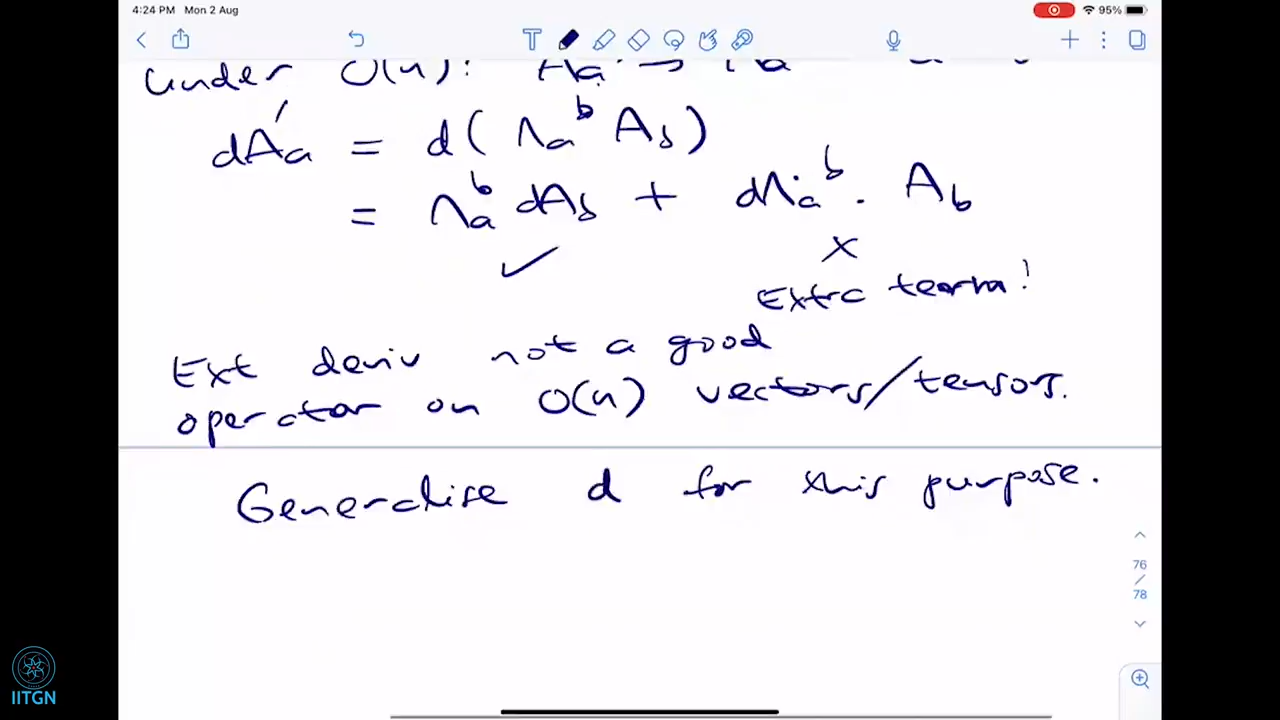 4:24 PM Mon 2 Aug
95%
Under O(n):
dA'a = d( Λa^b Ab )
= Λa^b dAb + dΛa^b . Ab
✓ x
Extra term!
Ext deriv not a good
operator on O(n) vectors/tensors.
Generalise d for this purpose.
76
/
78
IITGN